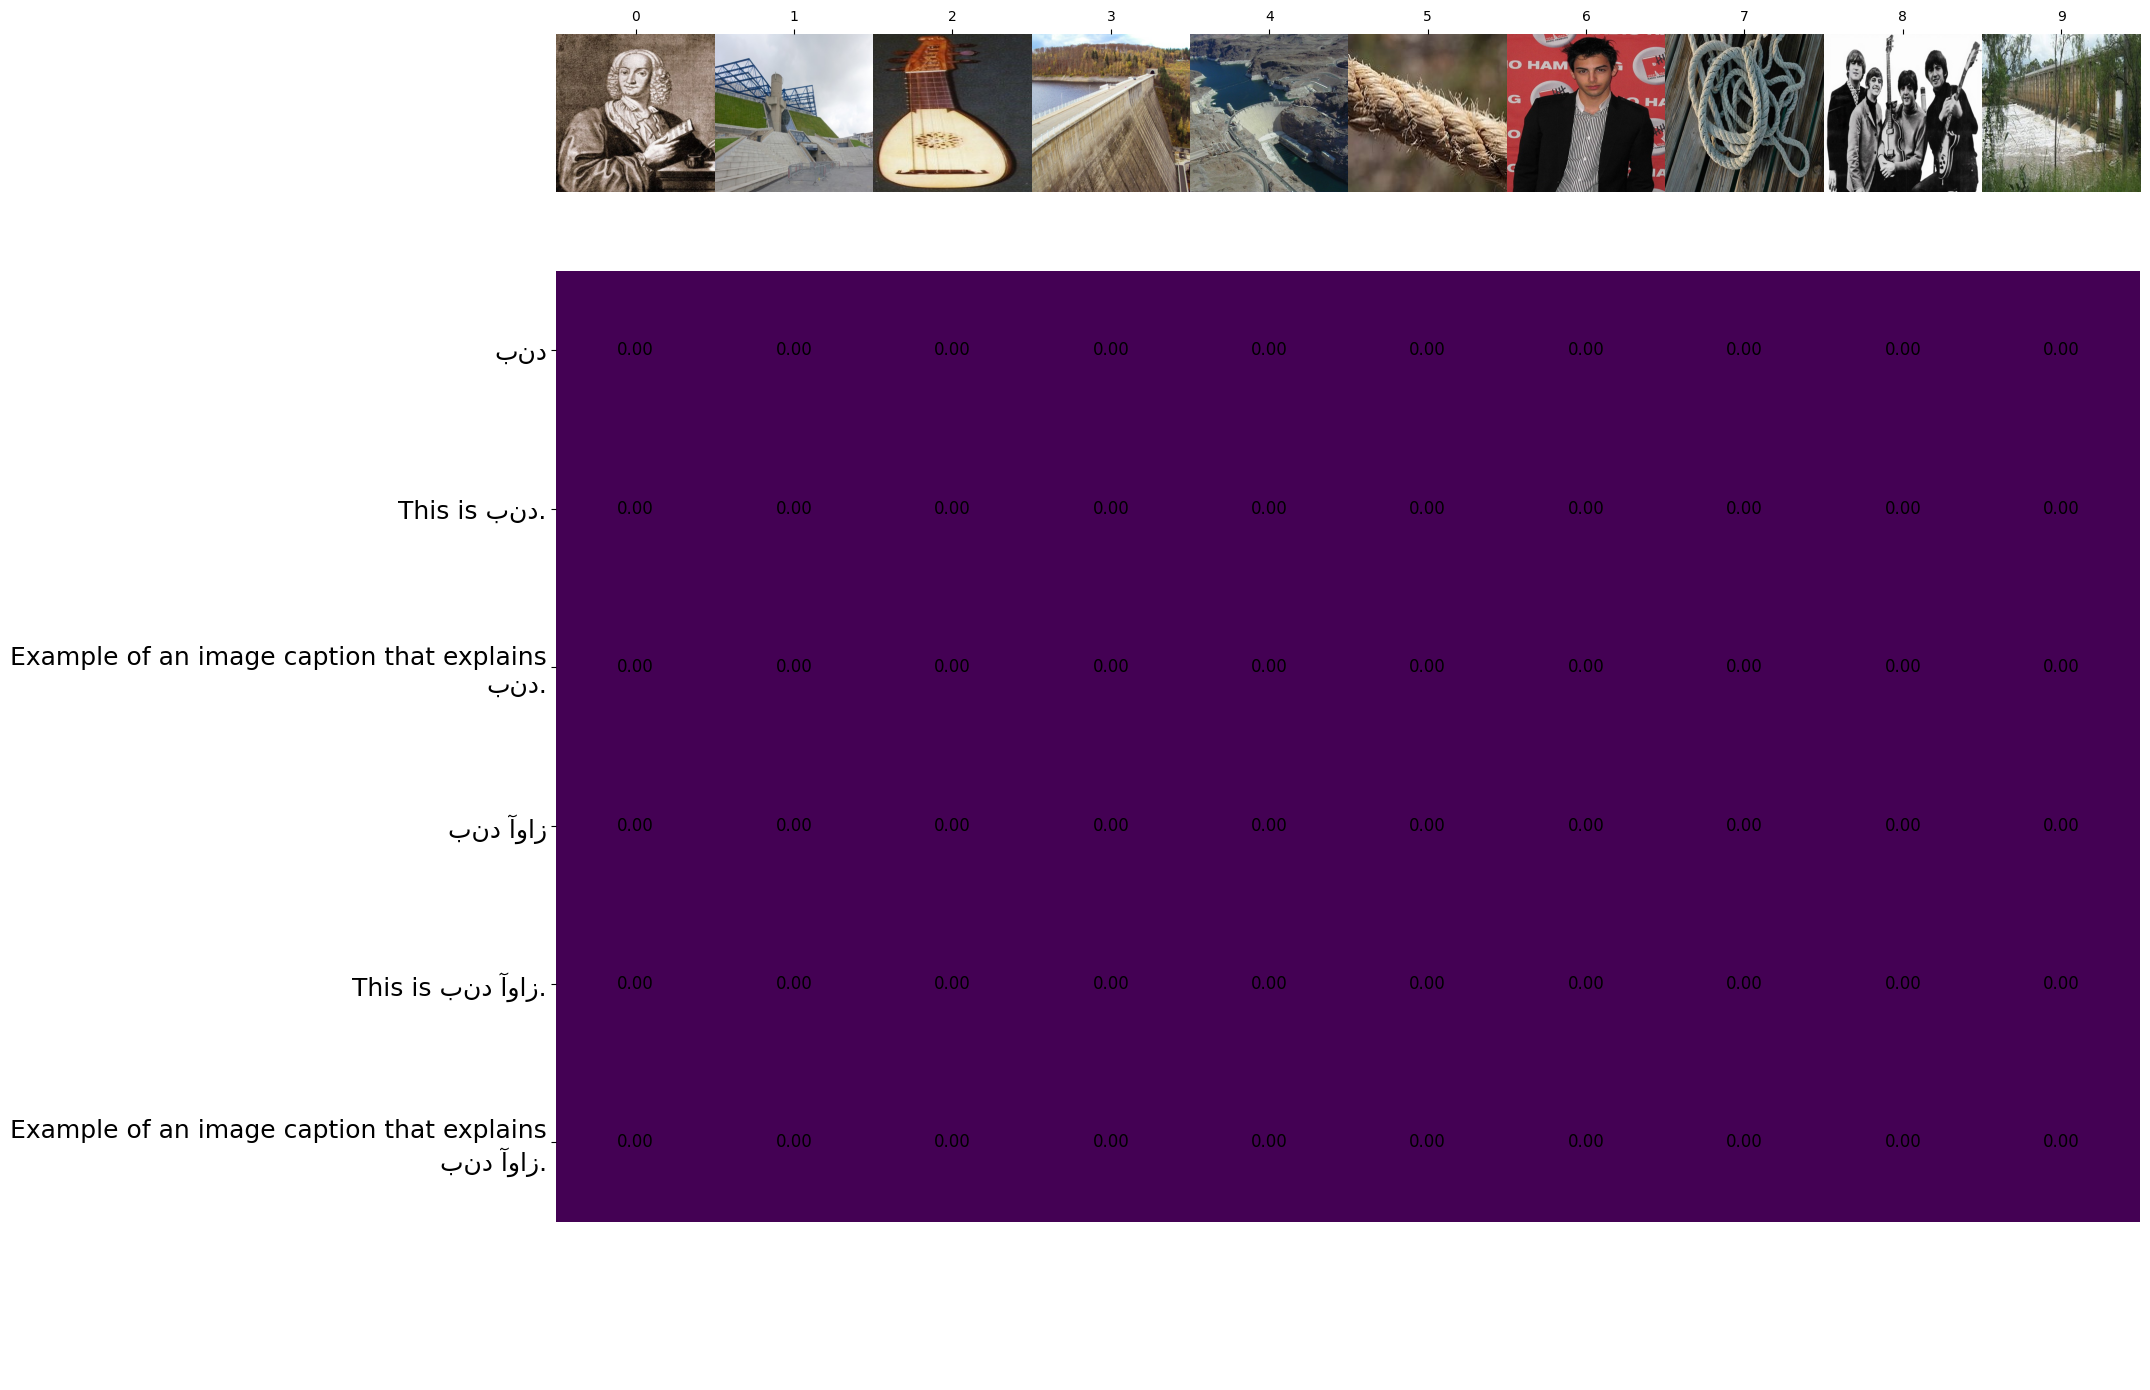 0 1 2 3 4 5 6 7 8 9
O HAM G
G O HA
O
بند 0.00 0.00 0.00 0.00 0.00 0.00 0.00 0.00 0.00 0.00
This is بند. 0.00 0.00 0.00 0.00 0.00 0.00 0.00 0.00 0.00 0.00
Example of an image caption that explains
بند. 0.00 0.00 0.00 0.00 0.00 0.00 0.00 0.00 0.00 0.00
بند آواز 0.00 0.00 0.00 0.00 0.00 0.00 0.00 0.00 0.00 0.00
This is بند آواز. 0.00 0.00 0.00 0.00 0.00 0.00 0.00 0.00 0.00 0.00
Example of an image caption that explains
بند آواز. 0.00 0.00 0.00 0.00 0.00 0.00 0.00 0.00 0.00 0.00